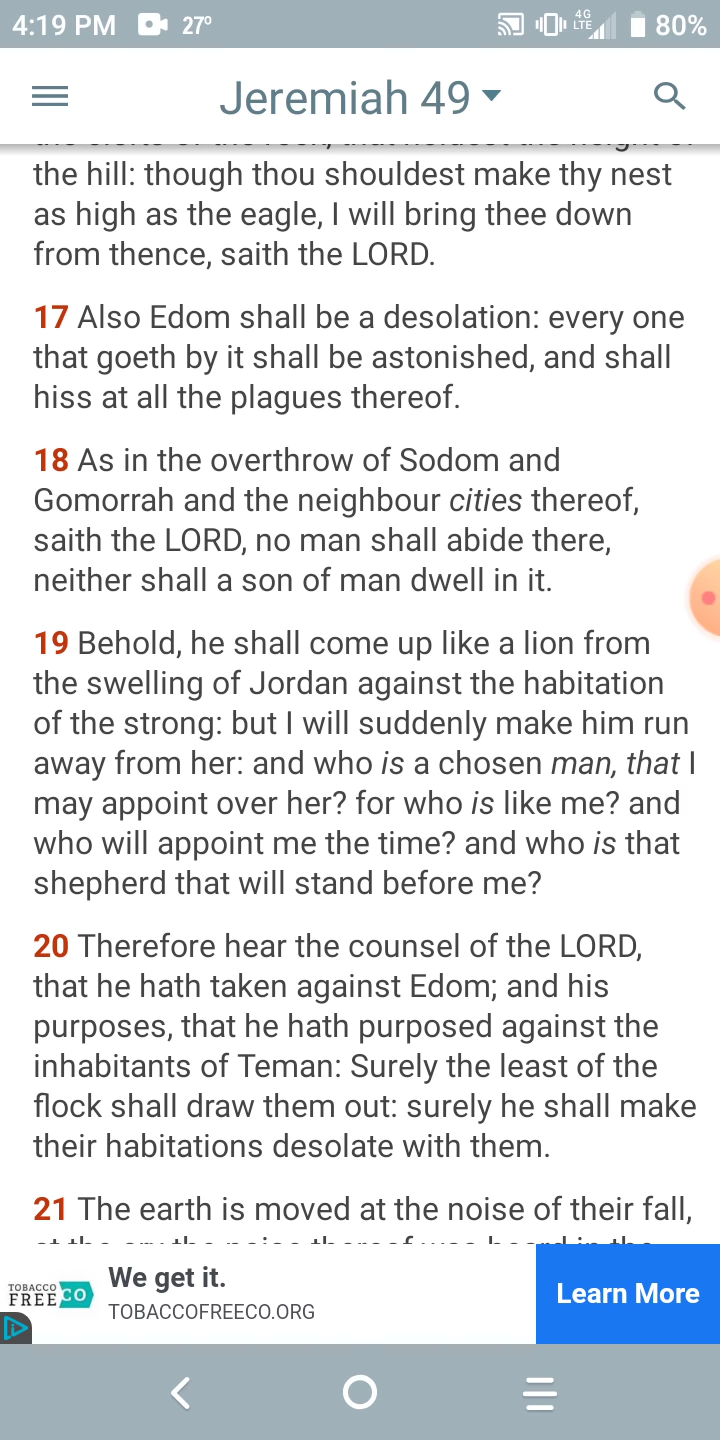 4:19 PM 27° 4G LTE 80%
Jeremiah 49
the hill: though thou shouldest make thy nest
as high as the eagle, I will bring thee down
from thence, saith the LORD.
17 Also Edom shall be a desolation: every one
that goeth by it shall be astonished, and shall
hiss at all the plagues thereof.
18 As in the overthrow of Sodom and
Gomorrah and the neighbour cities thereof,
saith the LORD, no man shall abide there,
neither shall a son of man dwell in it.
19 Behold, he shall come up like a lion from
the swelling of Jordan against the habitation
of the strong: but I will suddenly make him run
away from her: and who is a chosen man, that I
may appoint over her? for who is like me? and
who will appoint me the time? and who is that
shepherd that will stand before me?
20 Therefore hear the counsel of the LORD,
that he hath taken against Edom; and his
purposes, that he hath purposed against the
inhabitants of Teman: Surely the least of the
flock shall draw them out: surely he shall make
their habitations desolate with them.
21 The earth is moved at the noise of their fall,
TOBACCO
FREE CO
We get it.
TOBACCOFREECO.ORG
Learn More